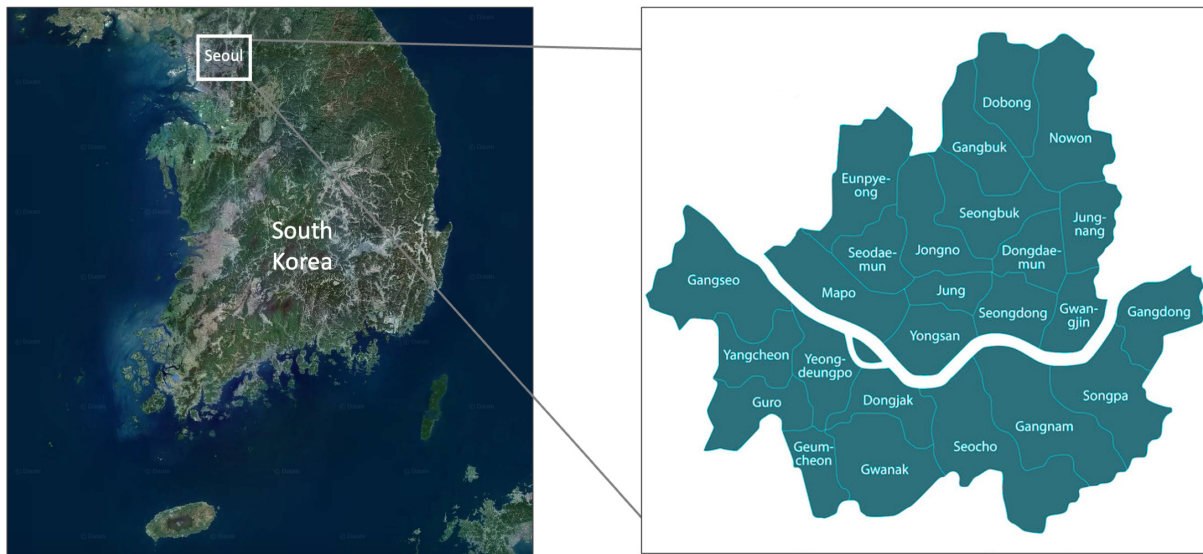 Seoul
South
Korea
Dobong
Nowon
Gangbuk
Eunpye-
ong
Seongbuk
Jung-
nang
Seodae-
mun
Jongno
Dongdae-
mun
Gangseo
Mapo
Jung
Seongdong
Gwan-
gjin
Gangdong
Yongsan
Yangcheon
Yeong-
deungpo
Songpa
Guro
Dongjak
Gangnam
Geum-
cheon
Gwanak
Seocho